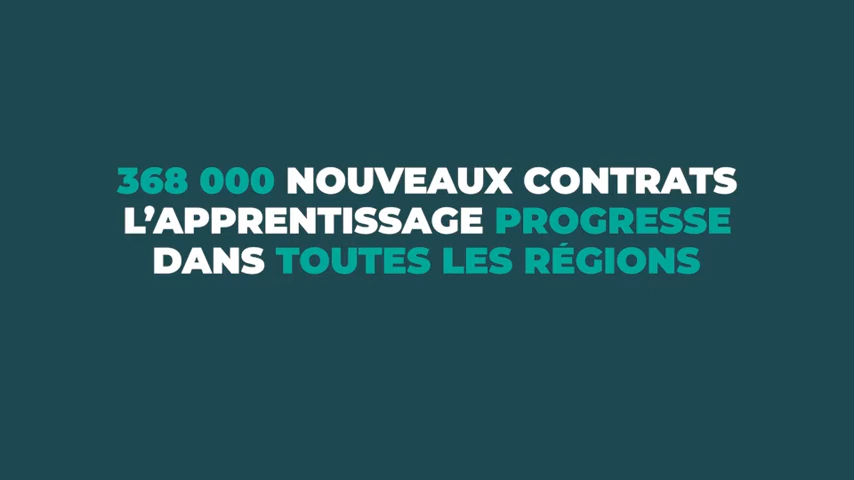 368 000 NOUVEAUX CONTRATS
L’APPRENTISSAGE PROGRESSE
DANS TOUTES LES RÉGIONS